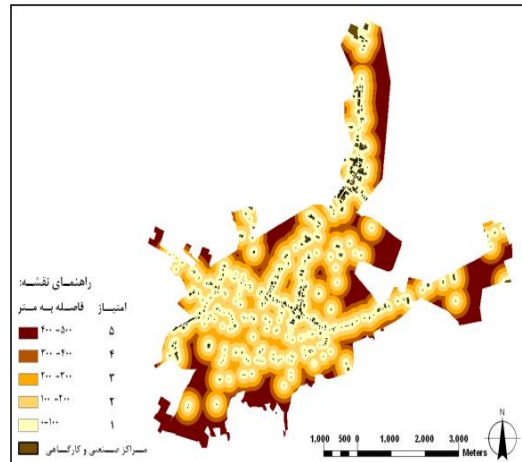 راهنمای نقشه:
امتیاز فاصله به متر
۵ ۴۰۰-۵۰۰
۴ ۳۰۰-۴۰۰
۳ ۲۰۰-۳۰۰
۲ ۱۰۰-۲۰۰
۱ ۰-۱۰۰
مراکز صنعتی و کارگاهی
N
1,000 500 0 1,000 2,000 3,000
Meters